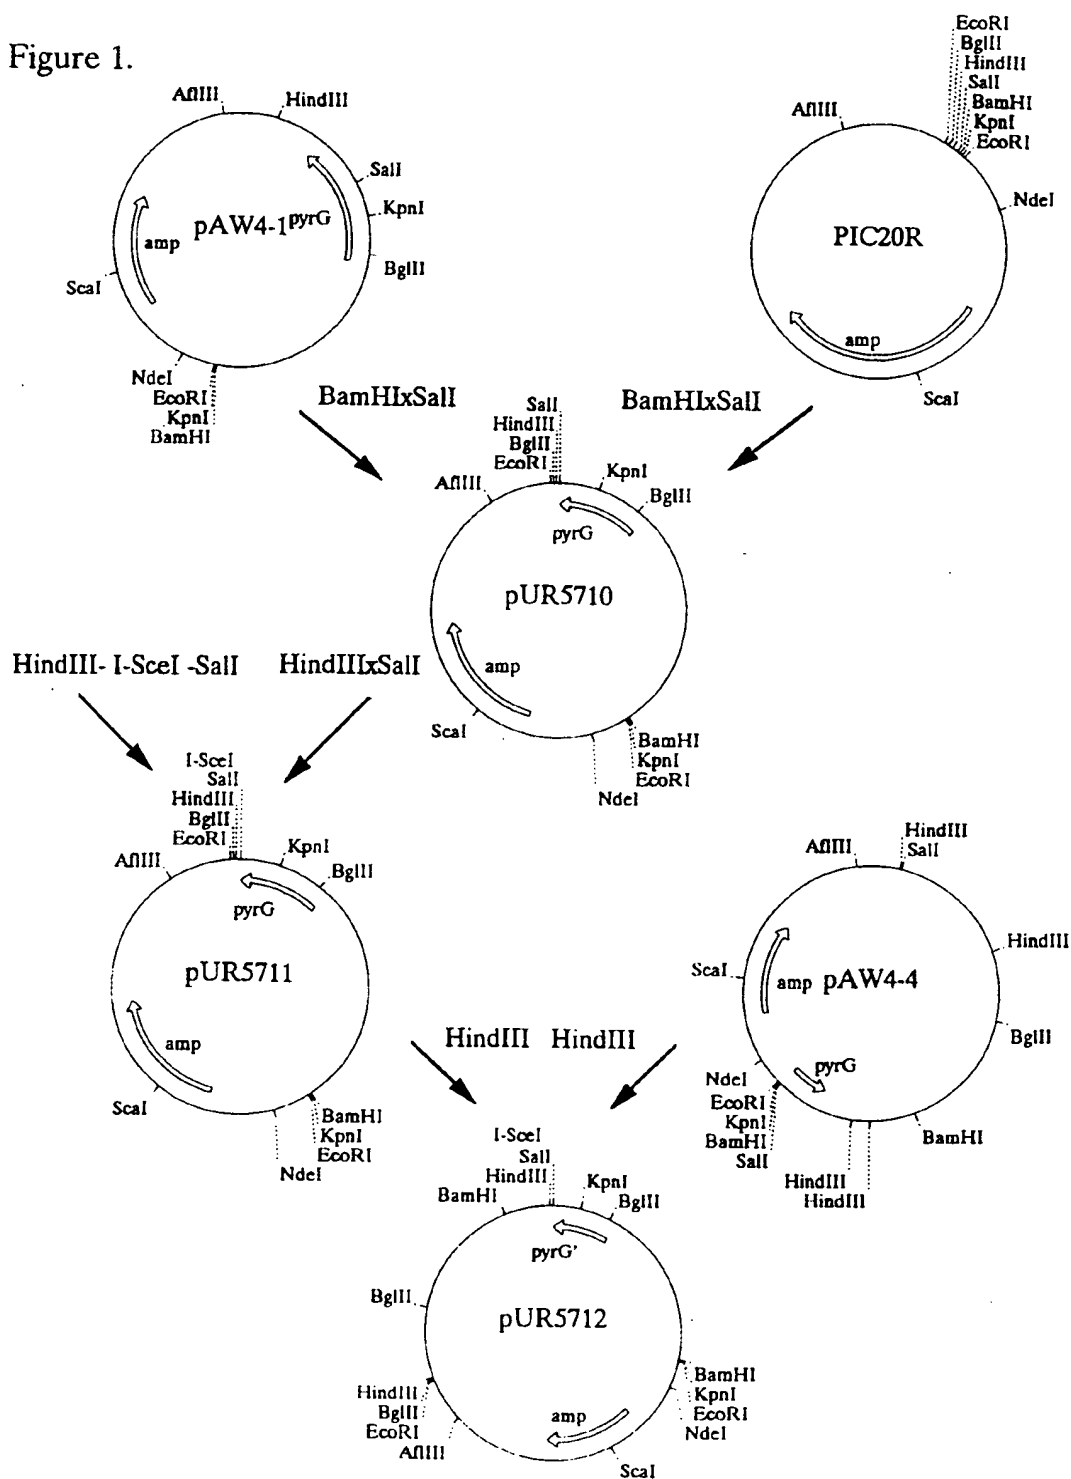 Figure 1.
AflIII
HindIII
SalI
KpnI
BglII
pAW4-1
pyrG
amp
ScaI
NdeI
EcoRI
KpnI
BamHI
EcoRI
BglII
HindIII
SalI
BamHI
KpnI
EcoRI
AflIII
NdeI
PIC20R
amp
ScaI
BamHIxSalI
BamHIxSalI
SalI
HindIII
BglII
EcoRI
AflIII
KpnI
BglII
pyrG
pUR5710
amp
ScaI
BamHI
KpnI
EcoRI
NdeI
HindIII- I-SceI -SalI
HindIIIxSalI
I-SceI
SalI
HindIII
BglII
EcoRI
AflIII
KpnI
BglII
pyrG
pUR5711
amp
ScaI
BamHI
KpnI
EcoRI
NdeI
AflIII
HindIII
SalI
HindIII
ScaI
amp
pAW4-4
BglII
pyrG
NdeI
EcoRI
KpnI
BamHI
SalI
BamHI
HindIII
HindIII
HindIII
HindIII
I-SceI
SalI
HindIII
BamHI
KpnI
BglII
pyrG'
BglII
pUR5712
HindIII
BglII
EcoRI
AflIII
amp
BamHI
KpnI
EcoRI
NdeI
ScaI